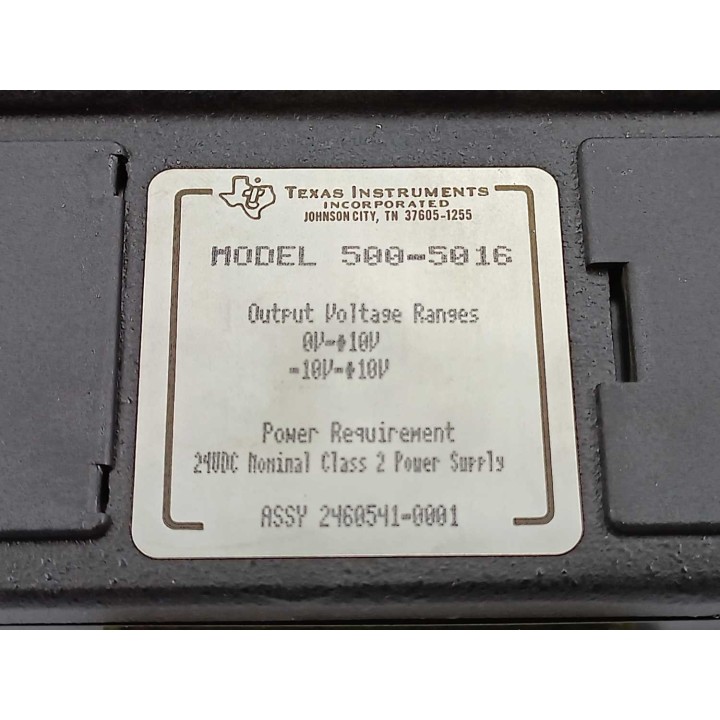 TEXAS INSTRUMENTS
INCORPORATED
JOHNSON CITY, TN 37605-1255
MODEL 500-5016
Output Voltage Ranges
0V-+10V
-10V-+10V
Power Requirement
24VDC Nominal Class 2 Power Supply
ASSY 2460541-0001